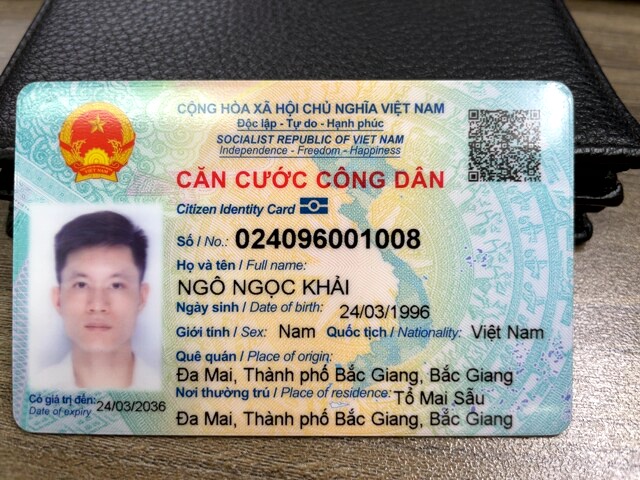 CỘNG HÒA XÃ HỘI CHỦ NGHĨA VIỆT NAM
Độc lập - Tự do - Hạnh phúc
SOCIALIST REPUBLIC OF VIET NAM
Independence - Freedom - Happiness
CĂN CƯỚC CÔNG DÂN
Citizen Identity Card
Số / No.: 024096001008
Họ và tên / Full name:
NGÔ NGỌC KHẢI
Ngày sinh / Date of birth: 24/03/1996
Giới tính / Sex: Nam Quốc tịch / Nationality: Việt Nam
Quê quán / Place of origin:
Đa Mai, Thành phố Bắc Giang, Bắc Giang
Nơi thường trú / Place of residence: Tổ Mai Sẫu
Đa Mai, Thành phố Bắc Giang, Bắc Giang
Có giá trị đến: 24/03/2036
Date of expiry